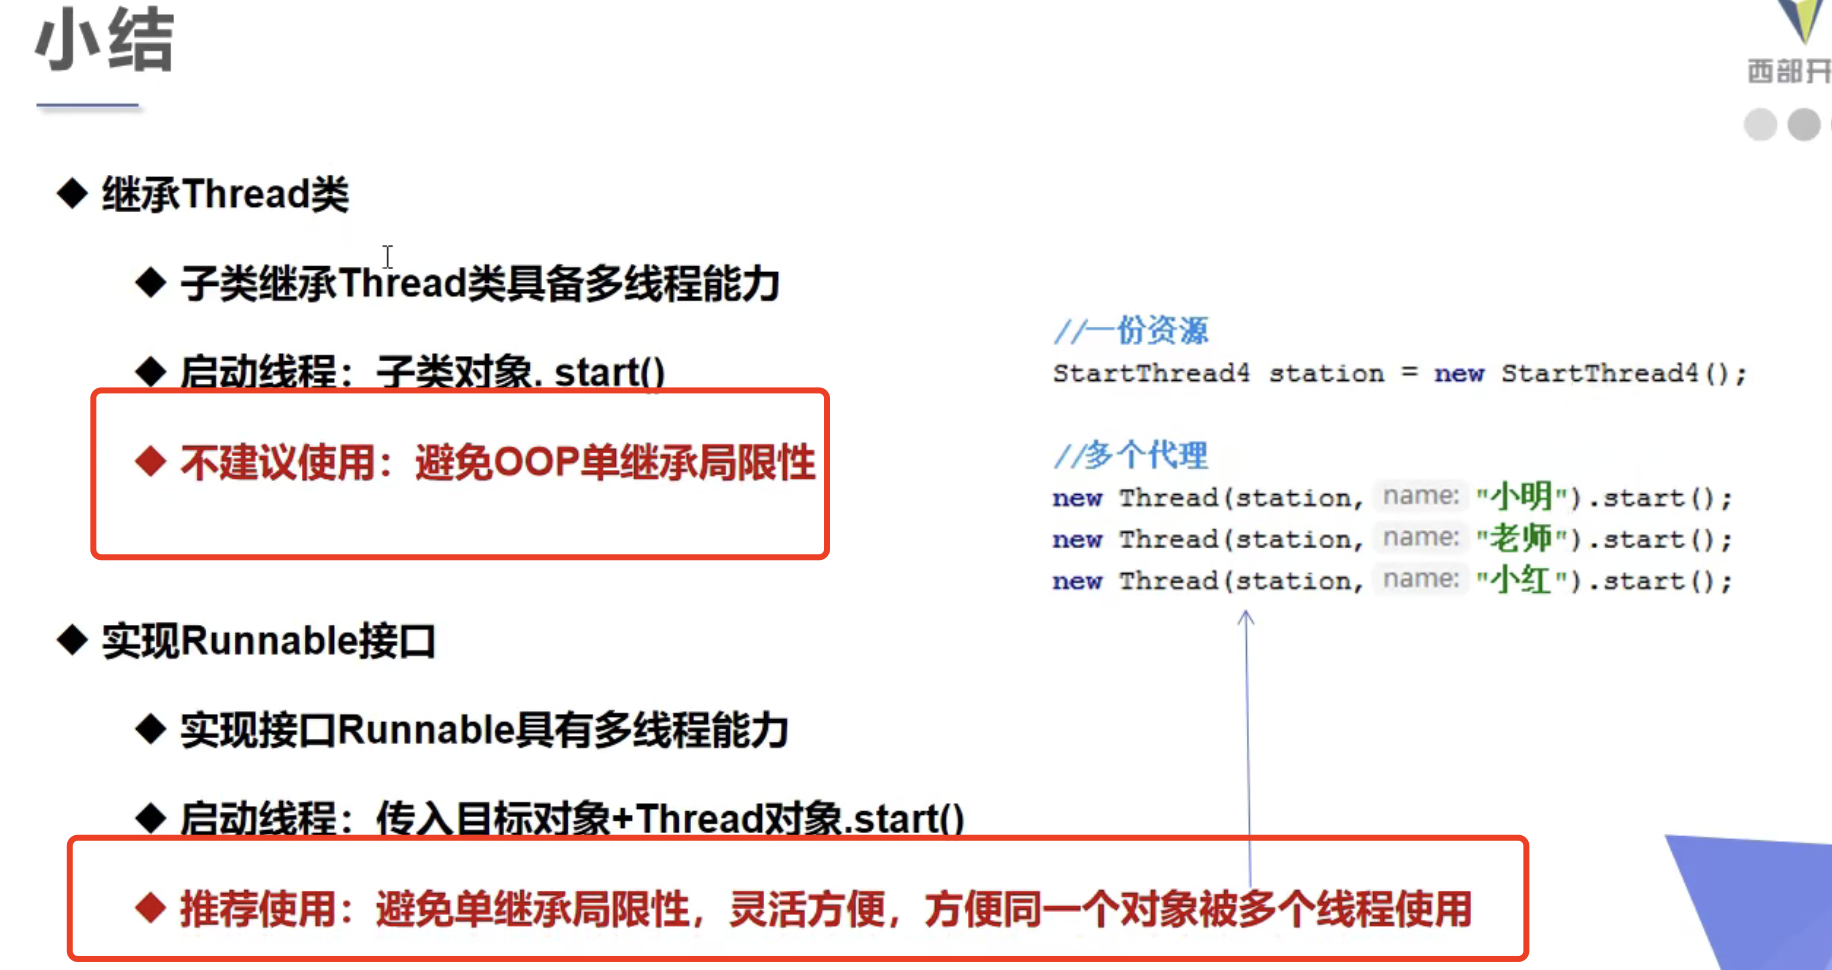 小结
西部开
继承Thread类
子类继承Thread类具备多线程能力
启动线程：子类对象. start()
不建议使用：避免OOP单继承局限性
实现Runnable接口
实现接口Runnable具有多线程能力
启动线程：传入目标对象+Thread对象.start()
推荐使用：避免单继承局限性，灵活方便，方便同一个对象被多个线程使用
//一份资源
StartThread4 station = new StartThread4();
//多个代理
new Thread(station, name: "小明").start();
new Thread(station, name: "老师").start();
new Thread(station, name: "小红").start();